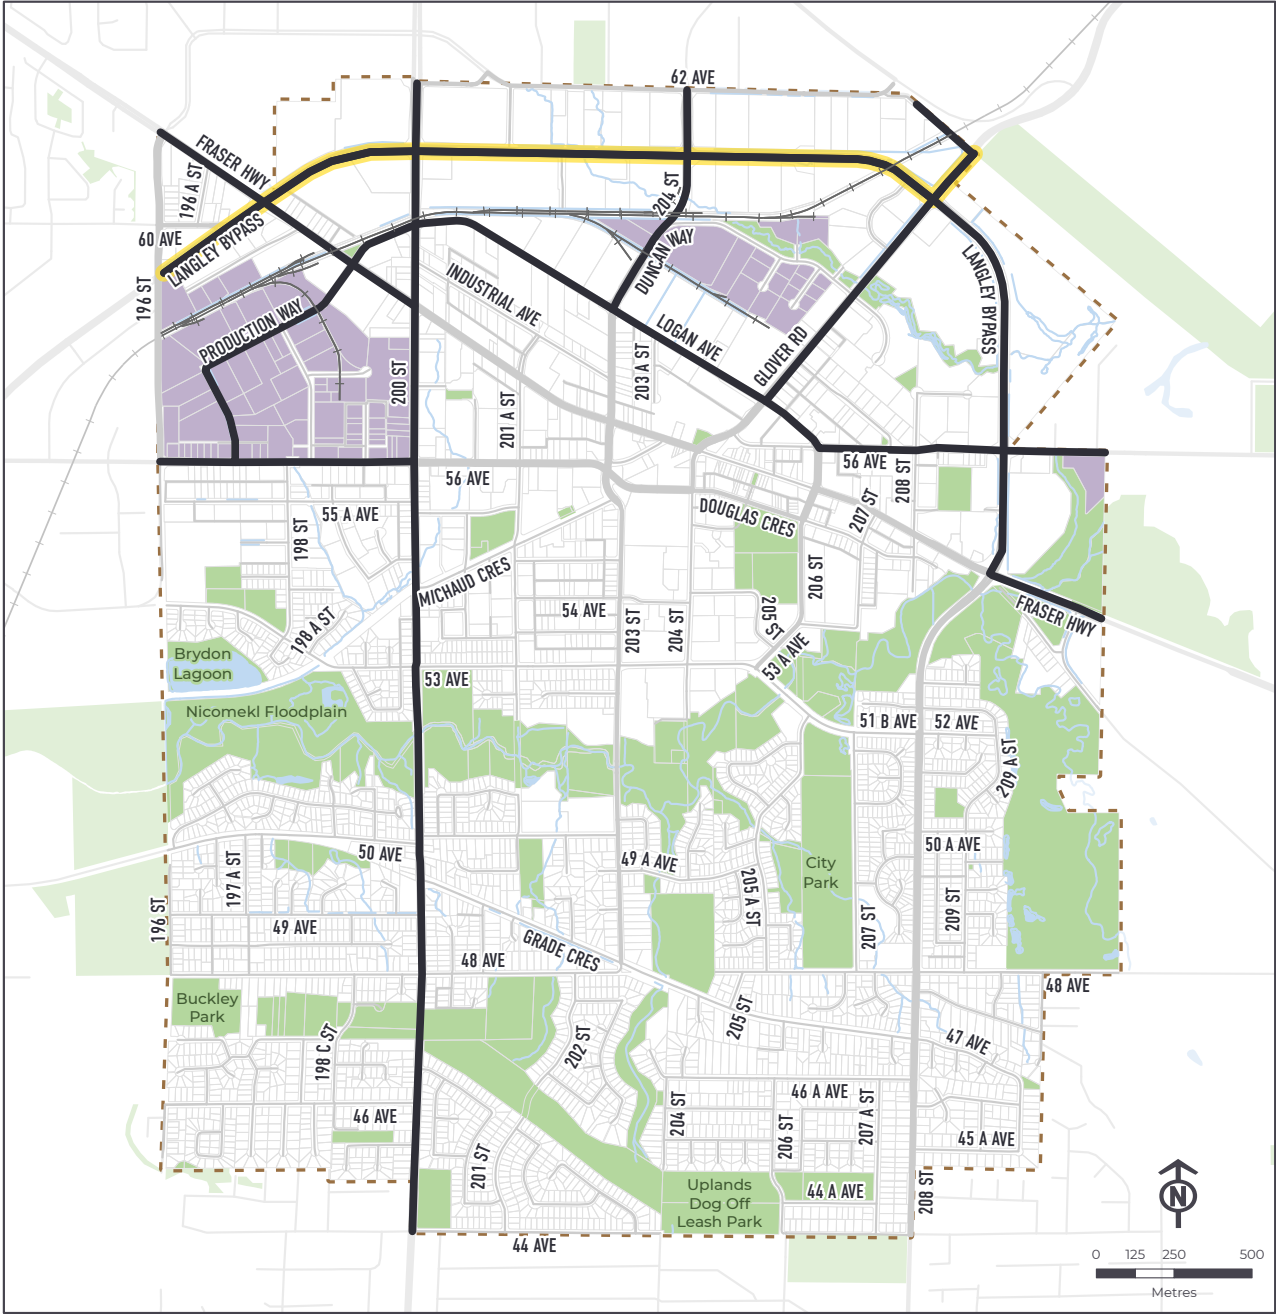 62 AVE
FRASER HWY
196 A ST
204 ST
60 AVE
LANGLEY BYPASS
DUNCAN WAY
LANGLEY BYPASS
196 ST
INDUSTRIAL AVE
PRODUCTION WAY
LOGAN AVE
GLOVER RD
200 ST
203 A ST
201 A ST
56 AVE
56 AVE
208 ST
55 A AVE
198 ST
DOUGLAS CRES
207 ST
MICHAUD CRES
206 ST
54 AVE
203 ST
204 ST
205 ST
FRASER HWY
198 A ST
53 A AVE
Brydon
Lagoon
53 AVE
Nicomekl Floodplain
51 B AVE
52 AVE
209 A ST
50 AVE
49 A AVE
50 A AVE
City
Park
197 A ST
205 A ST
196 ST
49 AVE
207 ST
209 ST
GRADE CRES
48 AVE
48 AVE
Buckley
Park
205 ST
198 C ST
202 ST
47 AVE
46 A AVE
46 AVE
204 ST
206 ST
207 A ST
45 A AVE
201 ST
Uplands
Dog Off
Leash Park
44 A AVE
208 ST
44 AVE
N
0 125 250 500
Metres